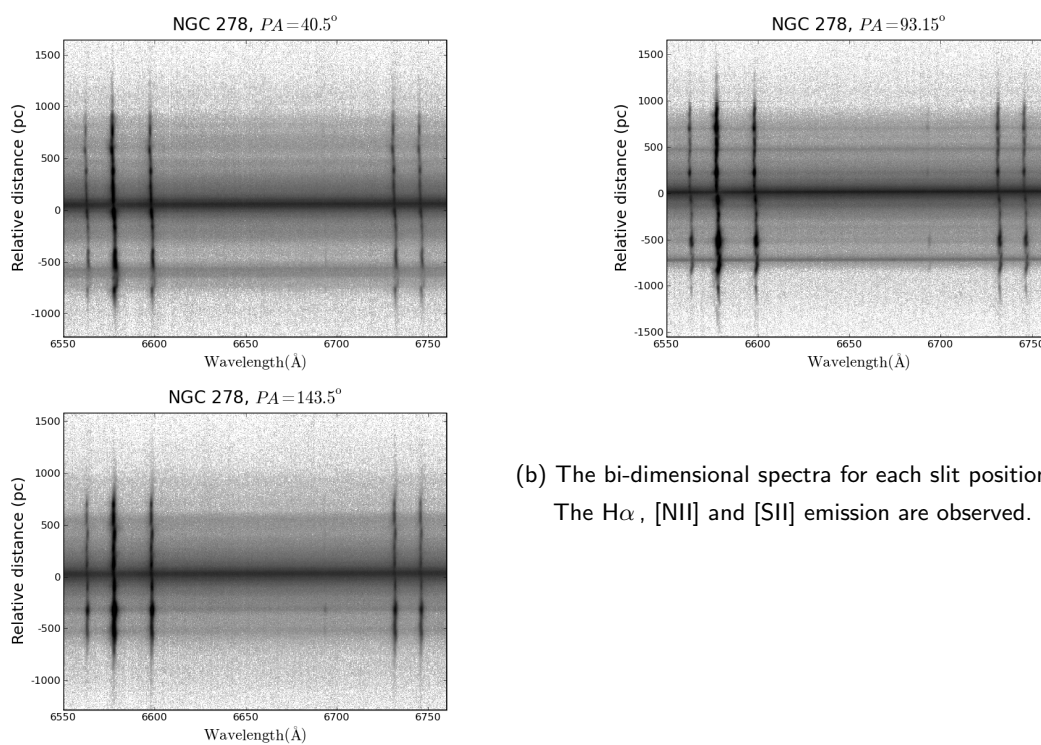 NGC 278, PA=40.5°
1500
1000
500
0
-500
-1000
Relative distance (pc)
6550 6600 6650 6700 6750
Wavelength(Å)
NGC 278, PA=93.15°
1500
1000
500
0
-500
-1000
-1500
Relative distance (pc)
6550 6600 6650 6700 6750
Wavelength(Å)
NGC 278, PA=143.5°
1500
1000
500
0
-500
-1000
Relative distance (pc)
6550 6600 6650 6700 6750
Wavelength(Å)
(b) The bi-dimensional spectra for each slit position
The Hα, [NII] and [SII] emission are observed.